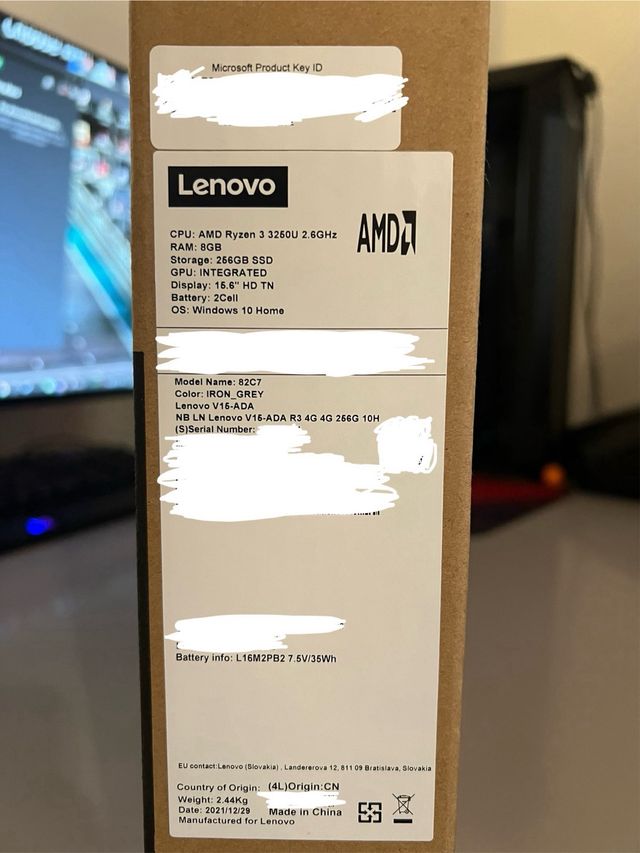 Microsoft Product Key ID
Lenovo
AMD
CPU: AMD Ryzen 3 3250U 2.6GHz
RAM: 8GB
Storage: 256GB SSD
GPU: INTEGRATED
Display: 15.6" HD TN
Battery: 2Cell
OS: Windows 10 Home
Model Name: 82C7
Color: IRON_GREY
Lenovo V15-ADA
NB LN Lenovo V15-ADA R3 4G 4G 256G 10H
(S)Serial Number:
Battery info: L16M2PB2 7.5V/35Wh
EU contact:Lenovo (Slovakia) , Landererova 12, 811 09 Bratislava, Slovakia
Country of Origin: (4L)Origin:CN
Weight: 2.44Kg
Date: 2021/12/29 Made in China
Manufactured for Lenovo